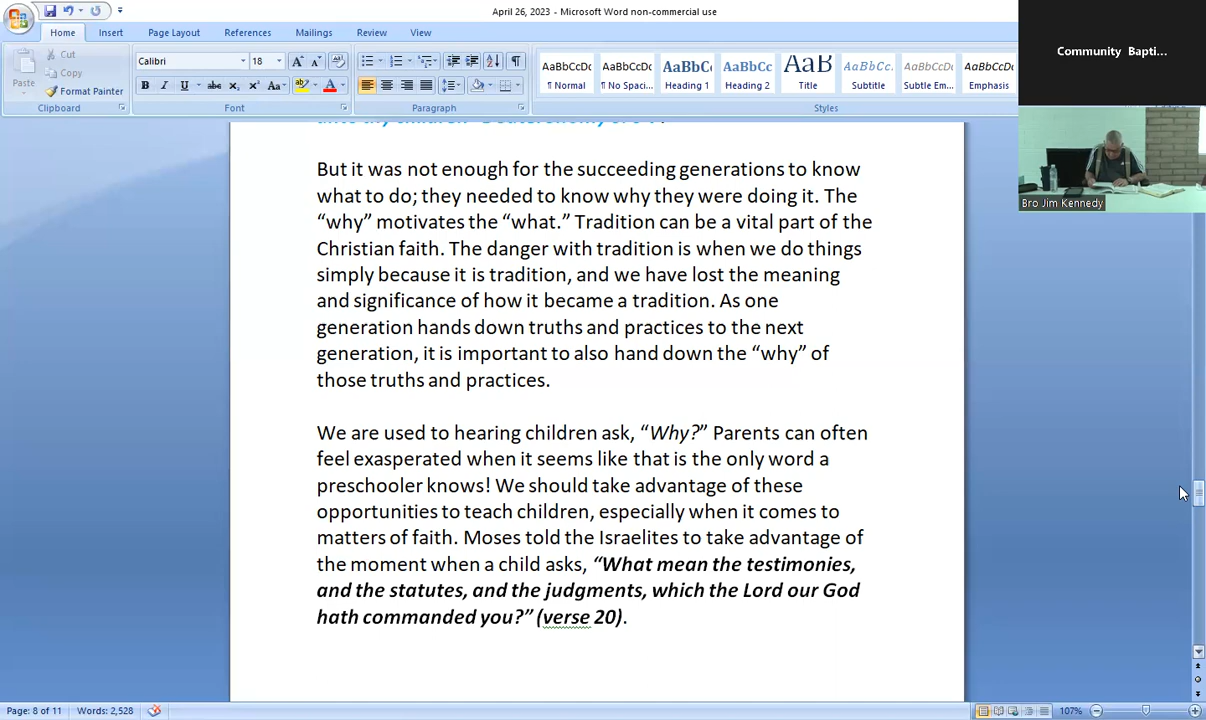 April 26, 2023 - Microsoft Word non-commercial use
Home Insert Page Layout References Mailings Review View
Community Bapti...
Paste
Cut
Copy
Format Painter
Clipboard
Calibri 18
Font
Paragraph
AaBbCcDc AaBbCcDc AaBbC AaBbCc AaB AaBbCc. AaBbCcDc AaBbCcDc
¶ Normal ¶ No Spaci... Heading 1 Heading 2 Title Subtitle Subtle Em... Emphasis
Styles
Bro Jim Kennedy
But it was not enough for the succeeding generations to know
what to do; they needed to know why they were doing it. The
“why” motivates the “what.” Tradition can be a vital part of the
Christian faith. The danger with tradition is when we do things
simply because it is tradition, and we have lost the meaning
and significance of how it became a tradition. As one
generation hands down truths and practices to the next
generation, it is important to also hand down the “why” of
those truths and practices.
We are used to hearing children ask, “Why?” Parents can often
feel exasperated when it seems like that is the only word a
preschooler knows! We should take advantage of these
opportunities to teach children, especially when it comes to
matters of faith. Moses told the Israelites to take advantage of
the moment when a child asks, “What mean the testimonies,
and the statutes, and the judgments, which the Lord our God
hath commanded you?” (verse 20).
Page: 8 of 11 Words: 2,528 107%